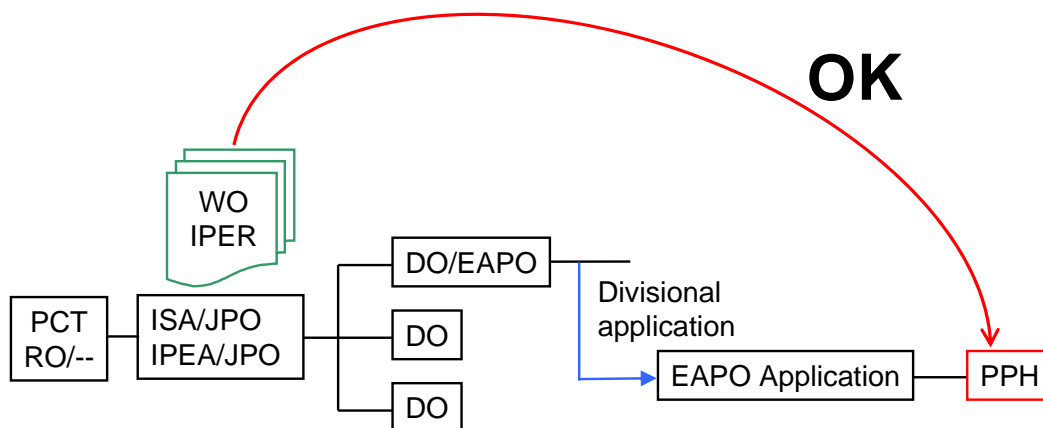 OK
WO
IPER
DO/EAPO
Divisional
application
PCT
RO/--
ISA/JPO
IPEA/JPO
DO
EAPO Application
PPH
DO